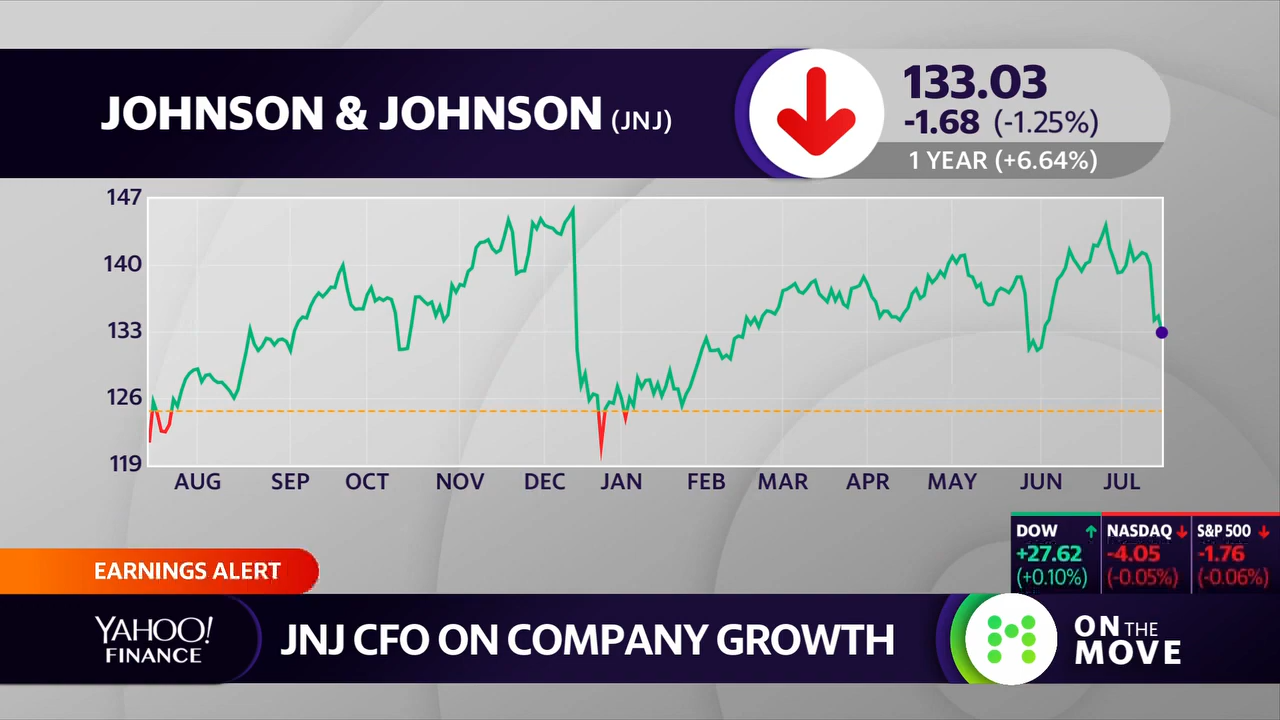 JOHNSON & JOHNSON (JNJ)
133.03
-1.68 (-1.25%)
1 YEAR (+6.64%)
147
140
133
126
119
AUG SEP OCT NOV DEC JAN FEB MAR APR MAY JUN JUL
DOW NASDAQ S&P 500
+27.62 -4.05 -1.76
(+0.10%) (-0.05%) (-0.06%)
EARNINGS ALERT
YAHOO!
FINANCE
JNJ CFO ON COMPANY GROWTH
ON THE
MOVE